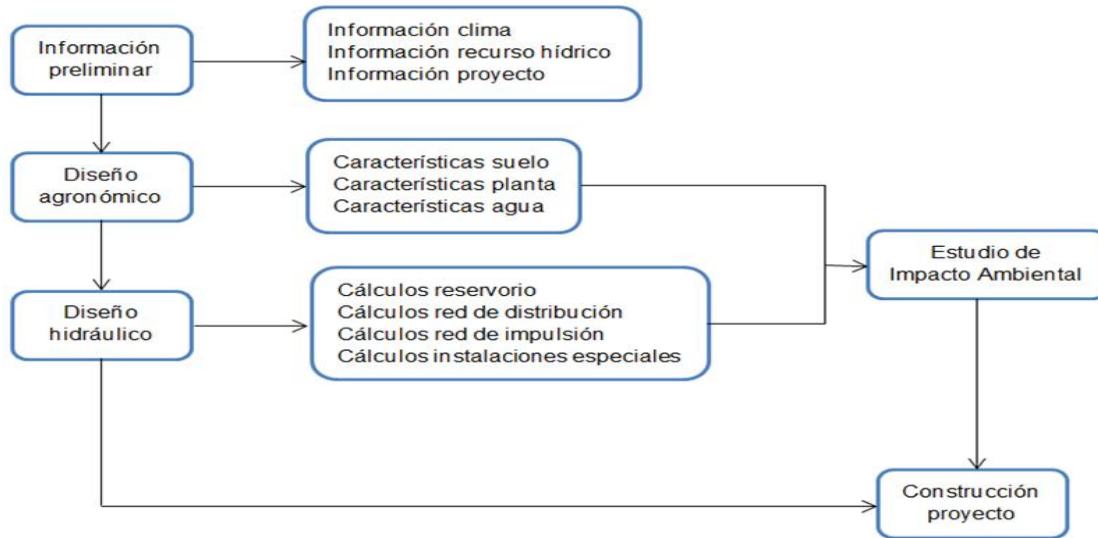 Información
preliminar
Información clima
Información recurso hídrico
Información proyecto
Diseño
agronómico
Características suelo
Características planta
Características agua
Estudio de
Impacto Ambiental
Diseño
hidráulico
Cálculos reservorio
Cálculos red de distribución
Cálculos red de impulsión
Cálculos instalaciones especiales
Construcción
proyecto